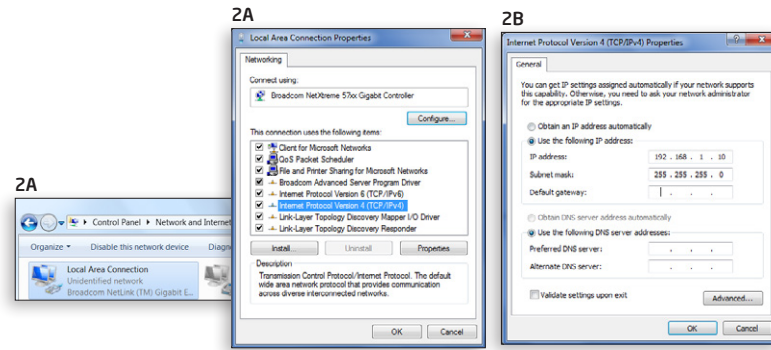 2A
Control Panel ▸ Network and Internet
Organize
Disable this network device
Diagn
Local Area Connection
Unidentified network
Broadcom NetLink (TM) Gigabit E...
2A
Local Area Connection Properties
Networking
Connect using:
Broadcom NetXtreme 57xx Gigabit Controller
Configure...
This connection uses the following items:
Client for Microsoft Networks
QoS Packet Scheduler
File and Printer Sharing for Microsoft Networks
Broadcom Advanced Server Program Driver
Internet Protocol Version 6 (TCP/IPv6)
Internet Protocol Version 4 (TCP/IPv4)
Link-Layer Topology Discovery Mapper I/O Driver
Link-Layer Topology Discovery Responder
Install...
Uninstall
Properties
Description
Transmission Control Protocol/Internet Protocol. The default
wide area network protocol that provides communication
across diverse interconnected networks.
OK
Cancel
2B
Internet Protocol Version 4 (TCP/IPv4) Properties
?
General
You can get IP settings assigned automatically if your network supports
this capability. Otherwise, you need to ask your network administrator
for the appropriate IP settings.
Obtain an IP address automatically
Use the following IP address:
IP address: 192 . 168 . 1 . 10
Subnet mask: 255 . 255 . 255 . 0
Default gateway: . . .
Obtain DNS server address automatically
Use the following DNS server addresses:
Preferred DNS server: . . .
Alternate DNS server: . . .
Validate settings upon exit
Advanced...
OK
Cancel